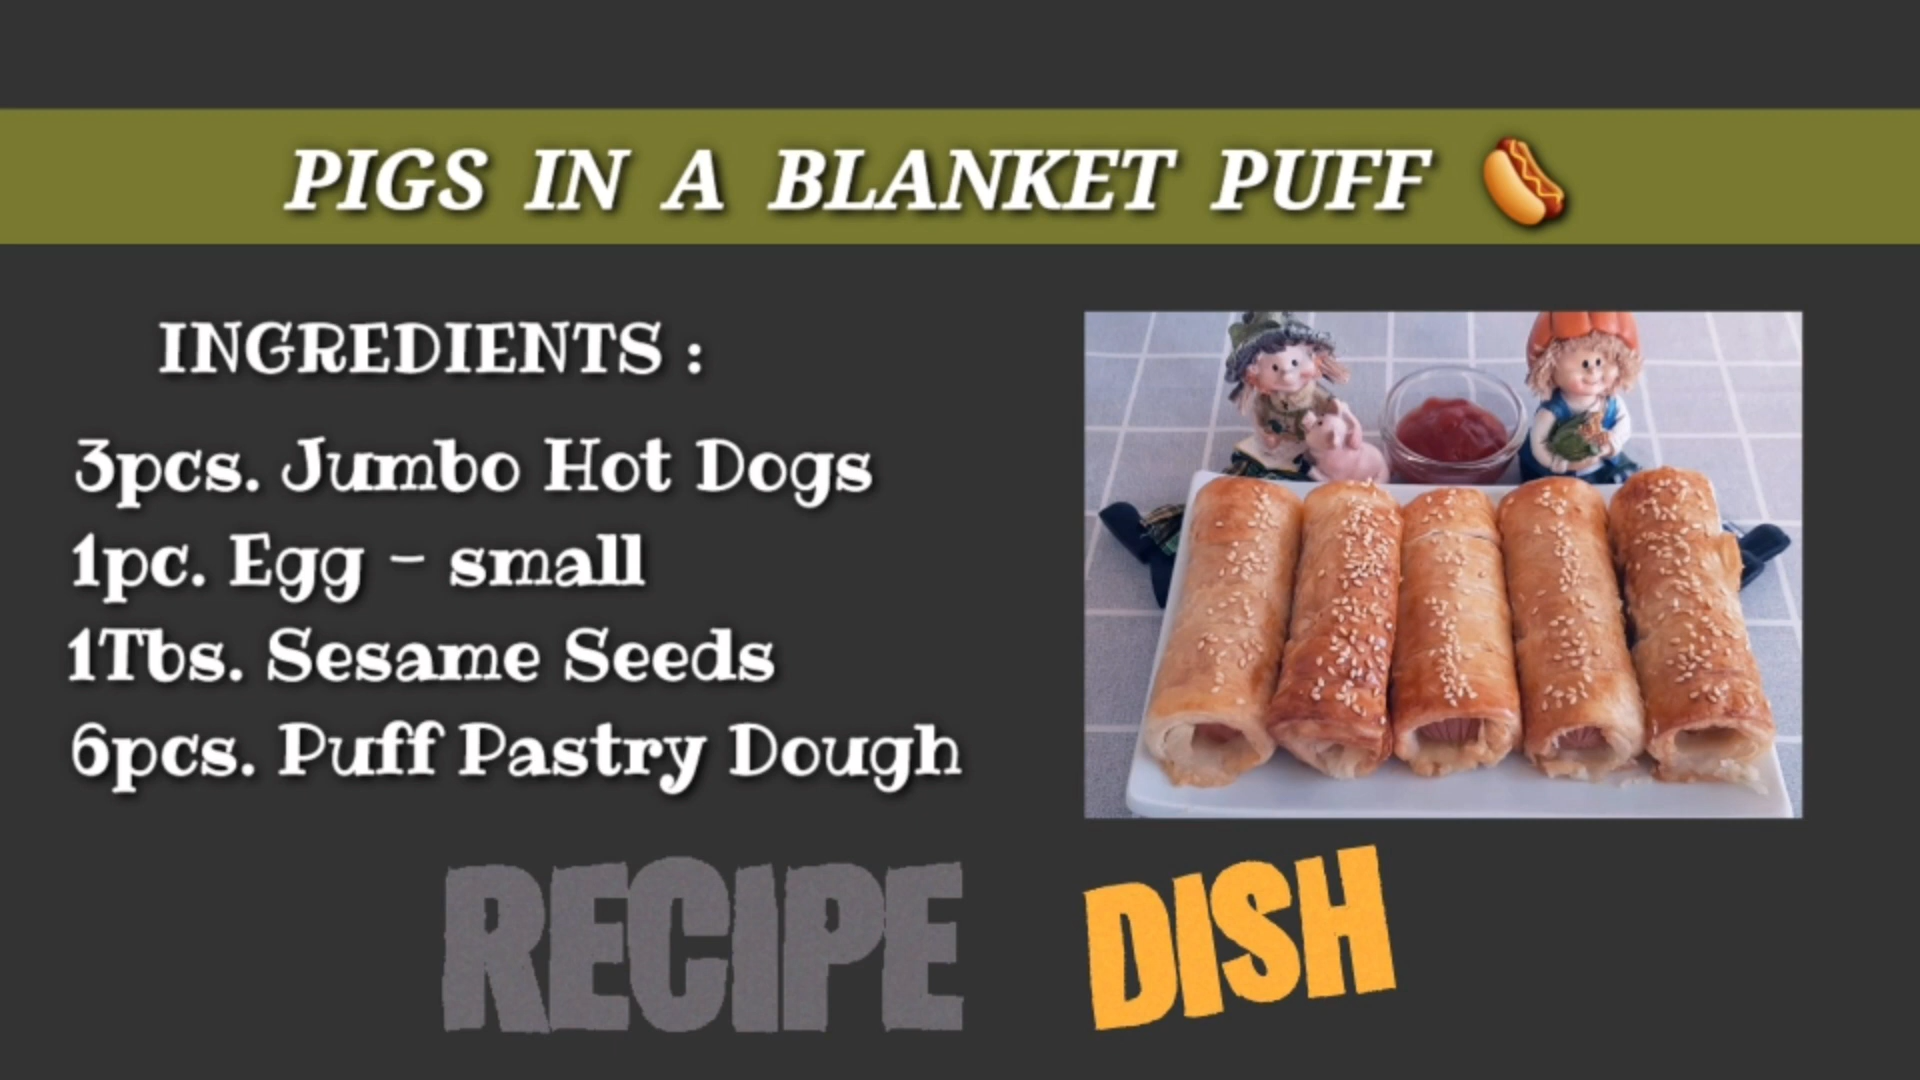 PIGS IN A BLANKET PUFF 🌭
INGREDIENTS :
3pcs. Jumbo Hot Dogs
1pc. Egg - small
1Tbs. Sesame Seeds
6pcs. Puff Pastry Dough
RECIPE DISH